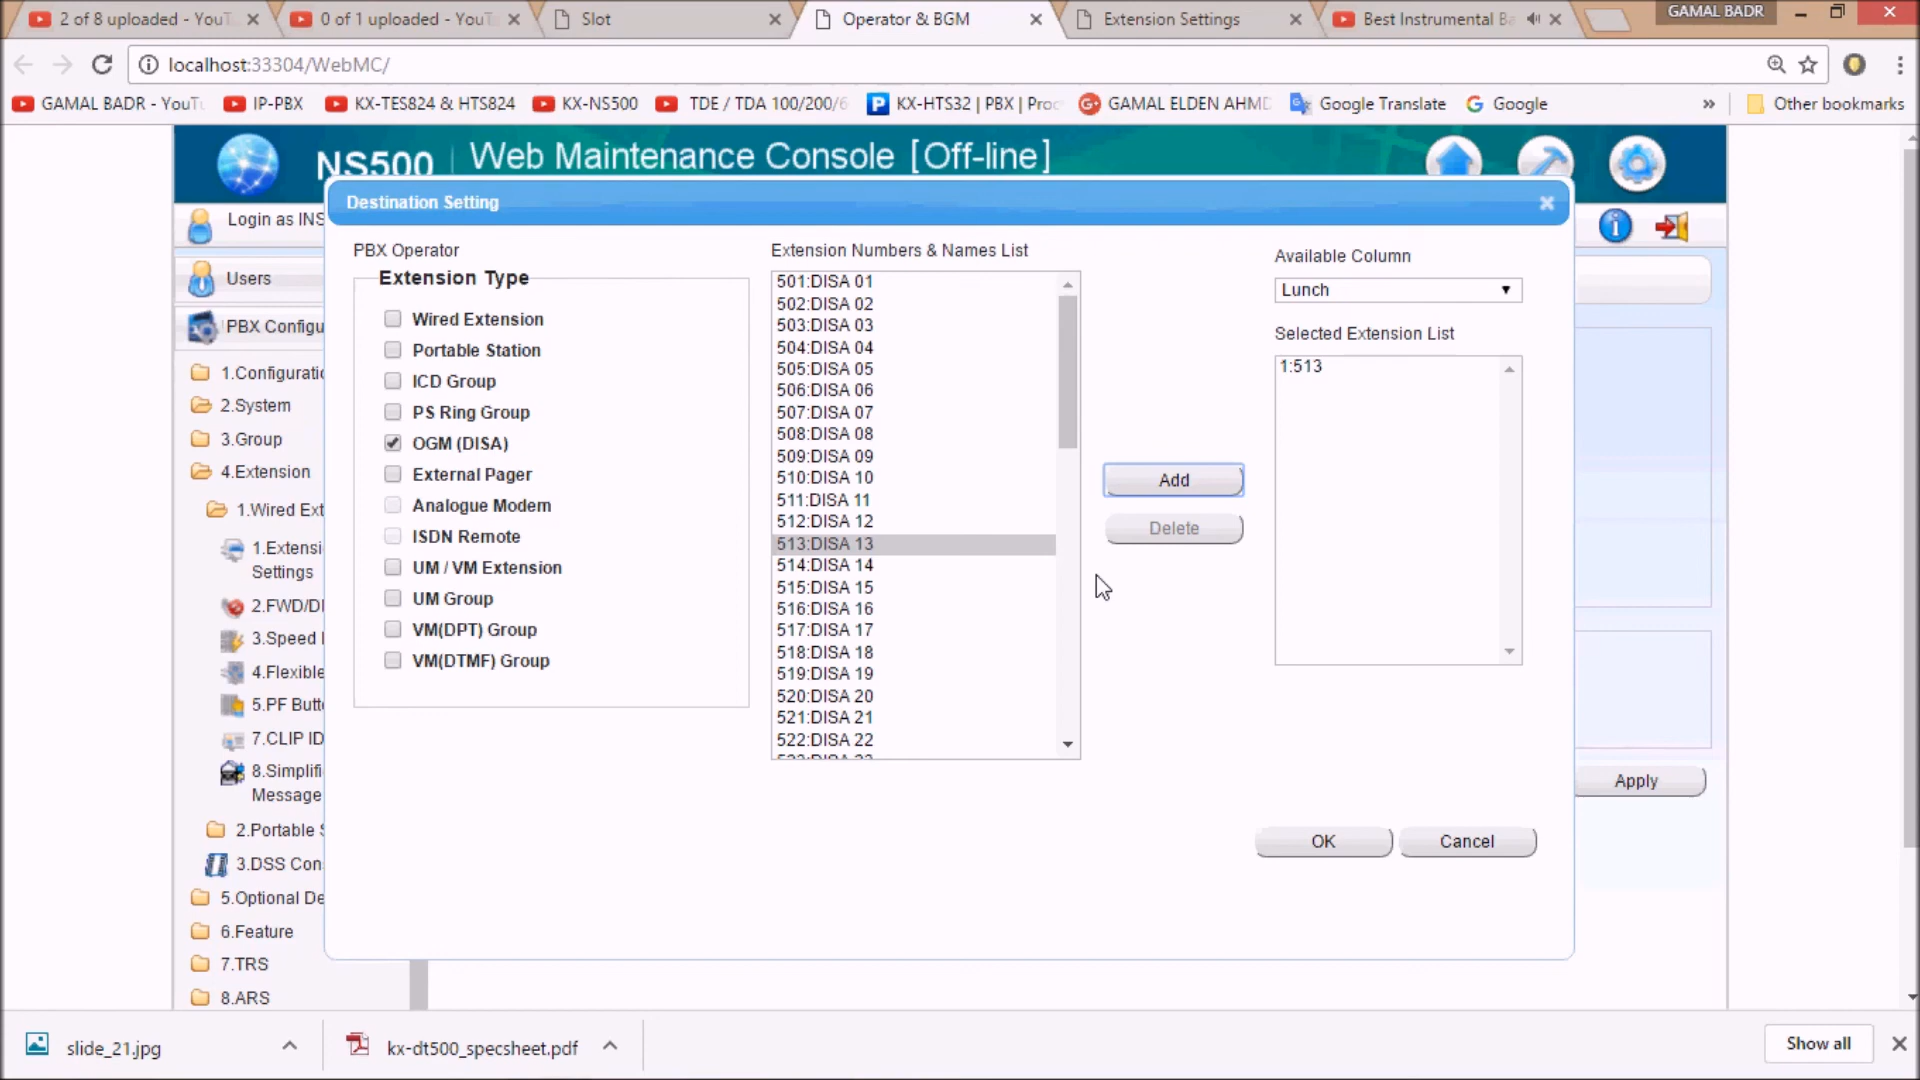 2 of 8 uploaded - YouT
0 of 1 uploaded - YouT
Slot
Operator & BGM
Extension Settings
Best Instrumental Ba
GAMAL BADR
localhost:33304/WebMC/
GAMAL BADR - YouTu
IP-PBX
KX-TES824 & HTS824
KX-NS500
TDE / TDA 100/200/6
KX-HTS32 | PBX | Proc
GAMAL ELDEN AHMD
Google Translate
Google
»
Other bookmarks
NS500
Web Maintenance Console [Off-line]
Login as INS
Users
PBX Configu
1.Configuratio
2.System
3.Group
4.Extension
1.Wired Ext
1.Extensi
Settings
2.FWD/DI
3.Speed
4.Flexible
5.PF Butt
7.CLIP ID
8.Simplifi
Message
2.Portable S
3.DSS Con
5.Optional De
6.Feature
7.TRS
8.ARS
Destination Setting
PBX Operator
Extension Type
Wired Extension
Portable Station
ICD Group
PS Ring Group
OGM (DISA)
External Pager
Analogue Modem
ISDN Remote
UM / VM Extension
UM Group
VM(DPT) Group
VM(DTMF) Group
Extension Numbers & Names List
501:DISA 01
502:DISA 02
503:DISA 03
504:DISA 04
505:DISA 05
506:DISA 06
507:DISA 07
508:DISA 08
509:DISA 09
510:DISA 10
511:DISA 11
512:DISA 12
513:DISA 13
514:DISA 14
515:DISA 15
516:DISA 16
517:DISA 17
518:DISA 18
519:DISA 19
520:DISA 20
521:DISA 21
522:DISA 22
523:DISA 23
Add
Delete
Available Column
Lunch
Selected Extension List
1:513
OK
Cancel
Apply
slide_21.jpg
kx-dt500_specsheet.pdf
Show all